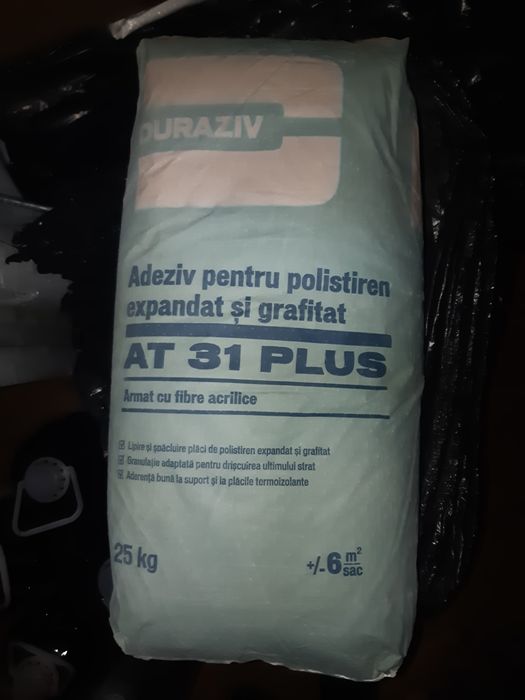 DURAZIV
Adeziv pentru polistiren
expandat și grafitat
AT 31 PLUS
Armat cu fibre acrilice
Lipire și șpăcluire plăci de polistiren expandat și grafitat
Granulație adaptată pentru drișcuirea ultimului strat
Aderență bună la suport și la plăcile termoizolante
25 kg
+/-6 m²/sac